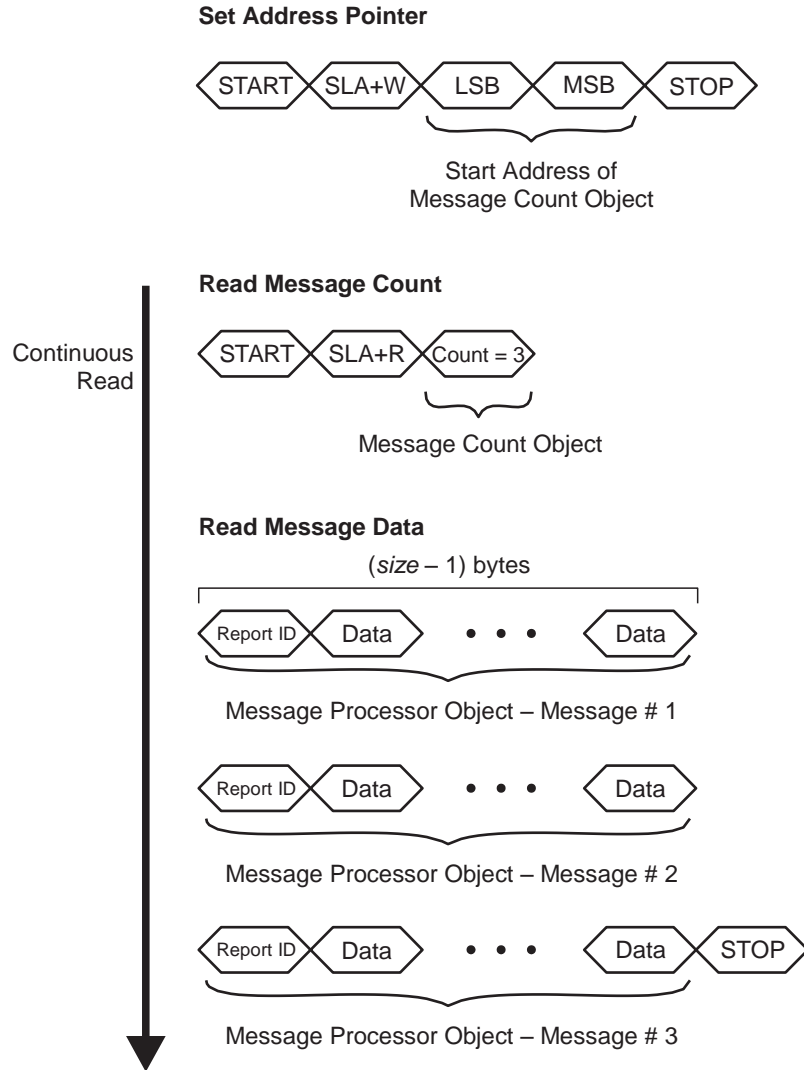 Set Address Pointer
START SLA+W LSB MSB STOP
Start Address of
Message Count Object
Read Message Count
Continuous
Read
START SLA+R Count = 3
Message Count Object
Read Message Data
(size – 1) bytes
Report ID Data • • • Data
Message Processor Object – Message # 1
Report ID Data • • • Data
Message Processor Object – Message # 2
Report ID Data • • • Data STOP
Message Processor Object – Message # 3